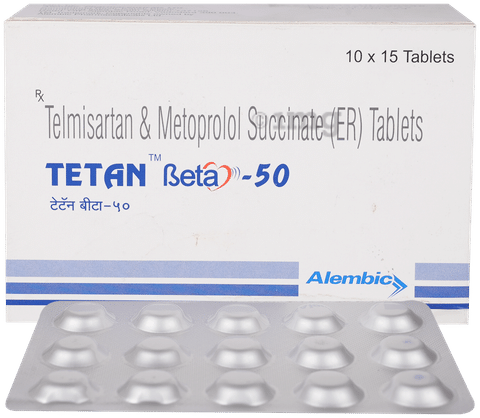 10 x 15 Tablets
Rx
Telmisartan & Metoprolol Succinate (ER) Tablets
TETAN™ Beta-50
टेटॅन बीटा-५०
Alembic